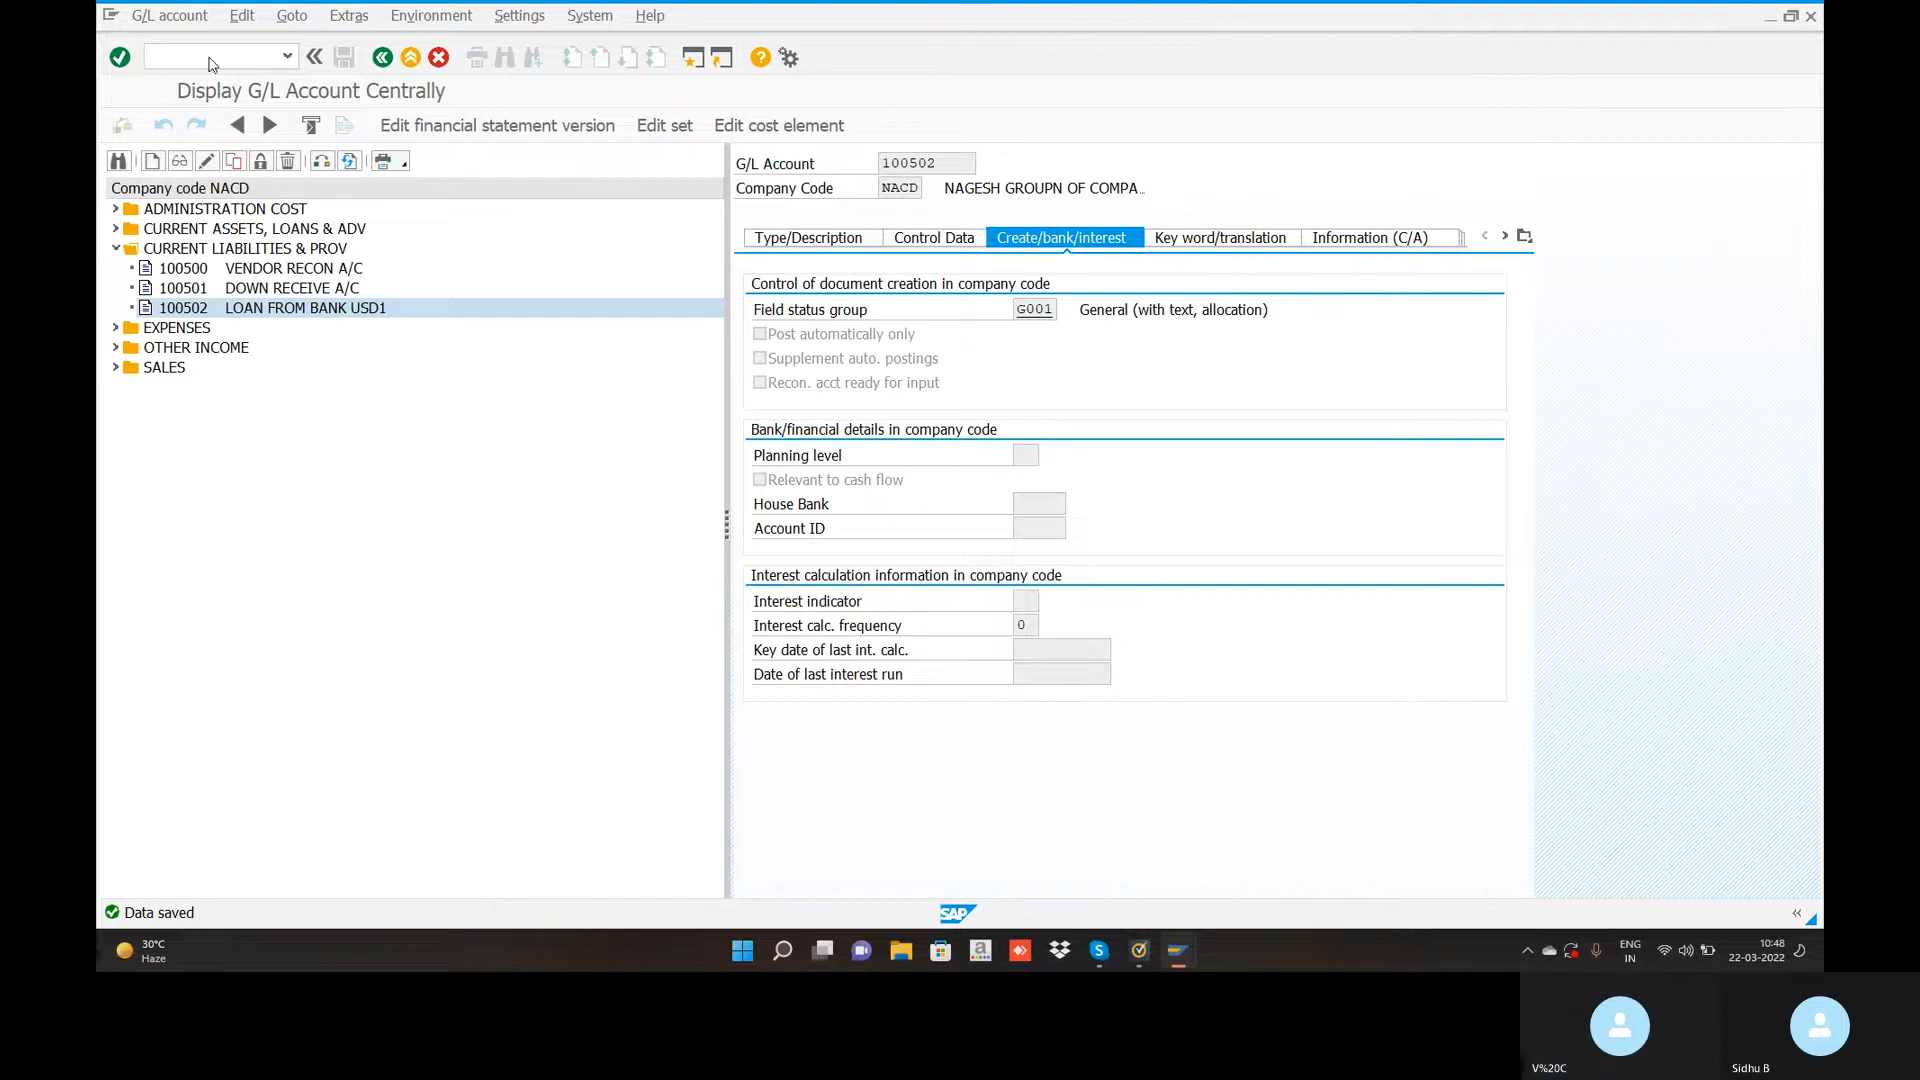 G/L account Edit Goto Extras Environment Settings System Help
Display G/L Account Centrally
Edit financial statement version Edit set Edit cost element
Company code NACD
ADMINISTRATION COST
CURRENT ASSETS, LOANS & ADV
CURRENT LIABILITIES & PROV
100500 VENDOR RECON A/C
100501 DOWN RECEIVE A/C
100502 LOAN FROM BANK USD1
EXPENSES
OTHER INCOME
SALES
G/L Account 100502
Company Code NACD NAGESH GROUPN OF COMPA...
Type/Description Control Data Create/bank/interest Key word/translation Information (C/A)
Control of document creation in company code
Field status group G001 General (with text, allocation)
Post automatically only
Supplement auto. postings
Recon. acct ready for input
Bank/financial details in company code
Planning level
Relevant to cash flow
House Bank
Account ID
Interest calculation information in company code
Interest indicator
Interest calc. frequency 0
Key date of last int. calc.
Date of last interest run
Data saved
SAP
30°C
Haze
ENG
IN
10:48
22-03-2022
V%20C
Sidhu B